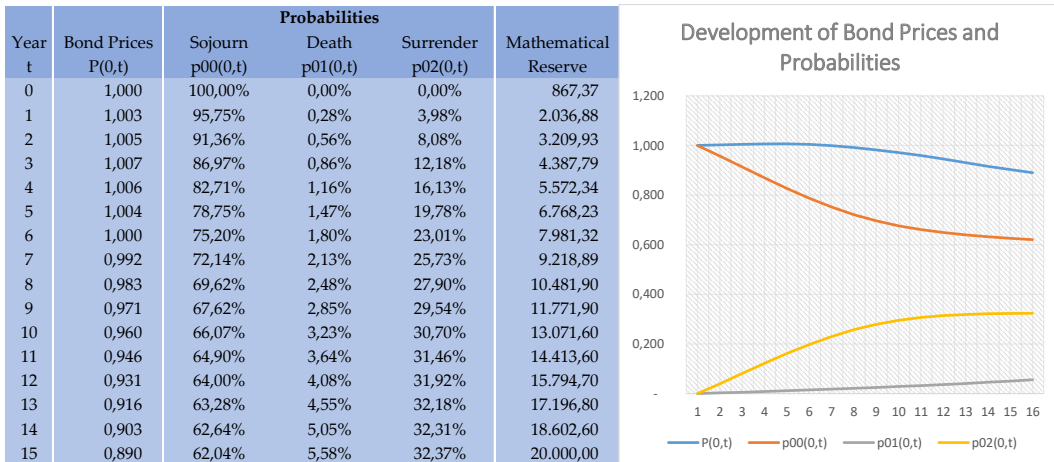 Probabilities
Year Bond Prices Sojourn Death Surrender Mathematical
t P(0,t) p00(0,t) p01(0,t) p02(0,t) Reserve
0 1,000 100,00% 0,00% 0,00% 867,37
1 1,003 95,75% 0,28% 3,98% 2.036,88
2 1,005 91,36% 0,56% 8,08% 3.209,93
3 1,007 86,97% 0,86% 12,18% 4.387,79
4 1,006 82,71% 1,16% 16,13% 5.572,34
5 1,004 78,75% 1,47% 19,78% 6.768,23
6 1,000 75,20% 1,80% 23,01% 7.981,32
7 0,992 72,14% 2,13% 25,73% 9.218,89
8 0,983 69,62% 2,48% 27,90% 10.481,90
9 0,971 67,62% 2,85% 29,54% 11.771,90
10 0,960 66,07% 3,23% 30,70% 13.071,60
11 0,946 64,90% 3,64% 31,46% 14.413,60
12 0,931 64,00% 4,08% 31,92% 15.794,70
13 0,916 63,28% 4,55% 32,18% 17.196,80
14 0,903 62,64% 5,05% 32,31% 18.602,60
15 0,890 62,04% 5,58% 32,37% 20.000,00
Development of Bond Prices and
Probabilities
1,200
1,000
0,800
0,600
0,400
0,200
-
1 2 3 4 5 6 7 8 9 10 11 12 13 14 15 16
P(0,t) p00(0,t) p01(0,t) p02(0,t)